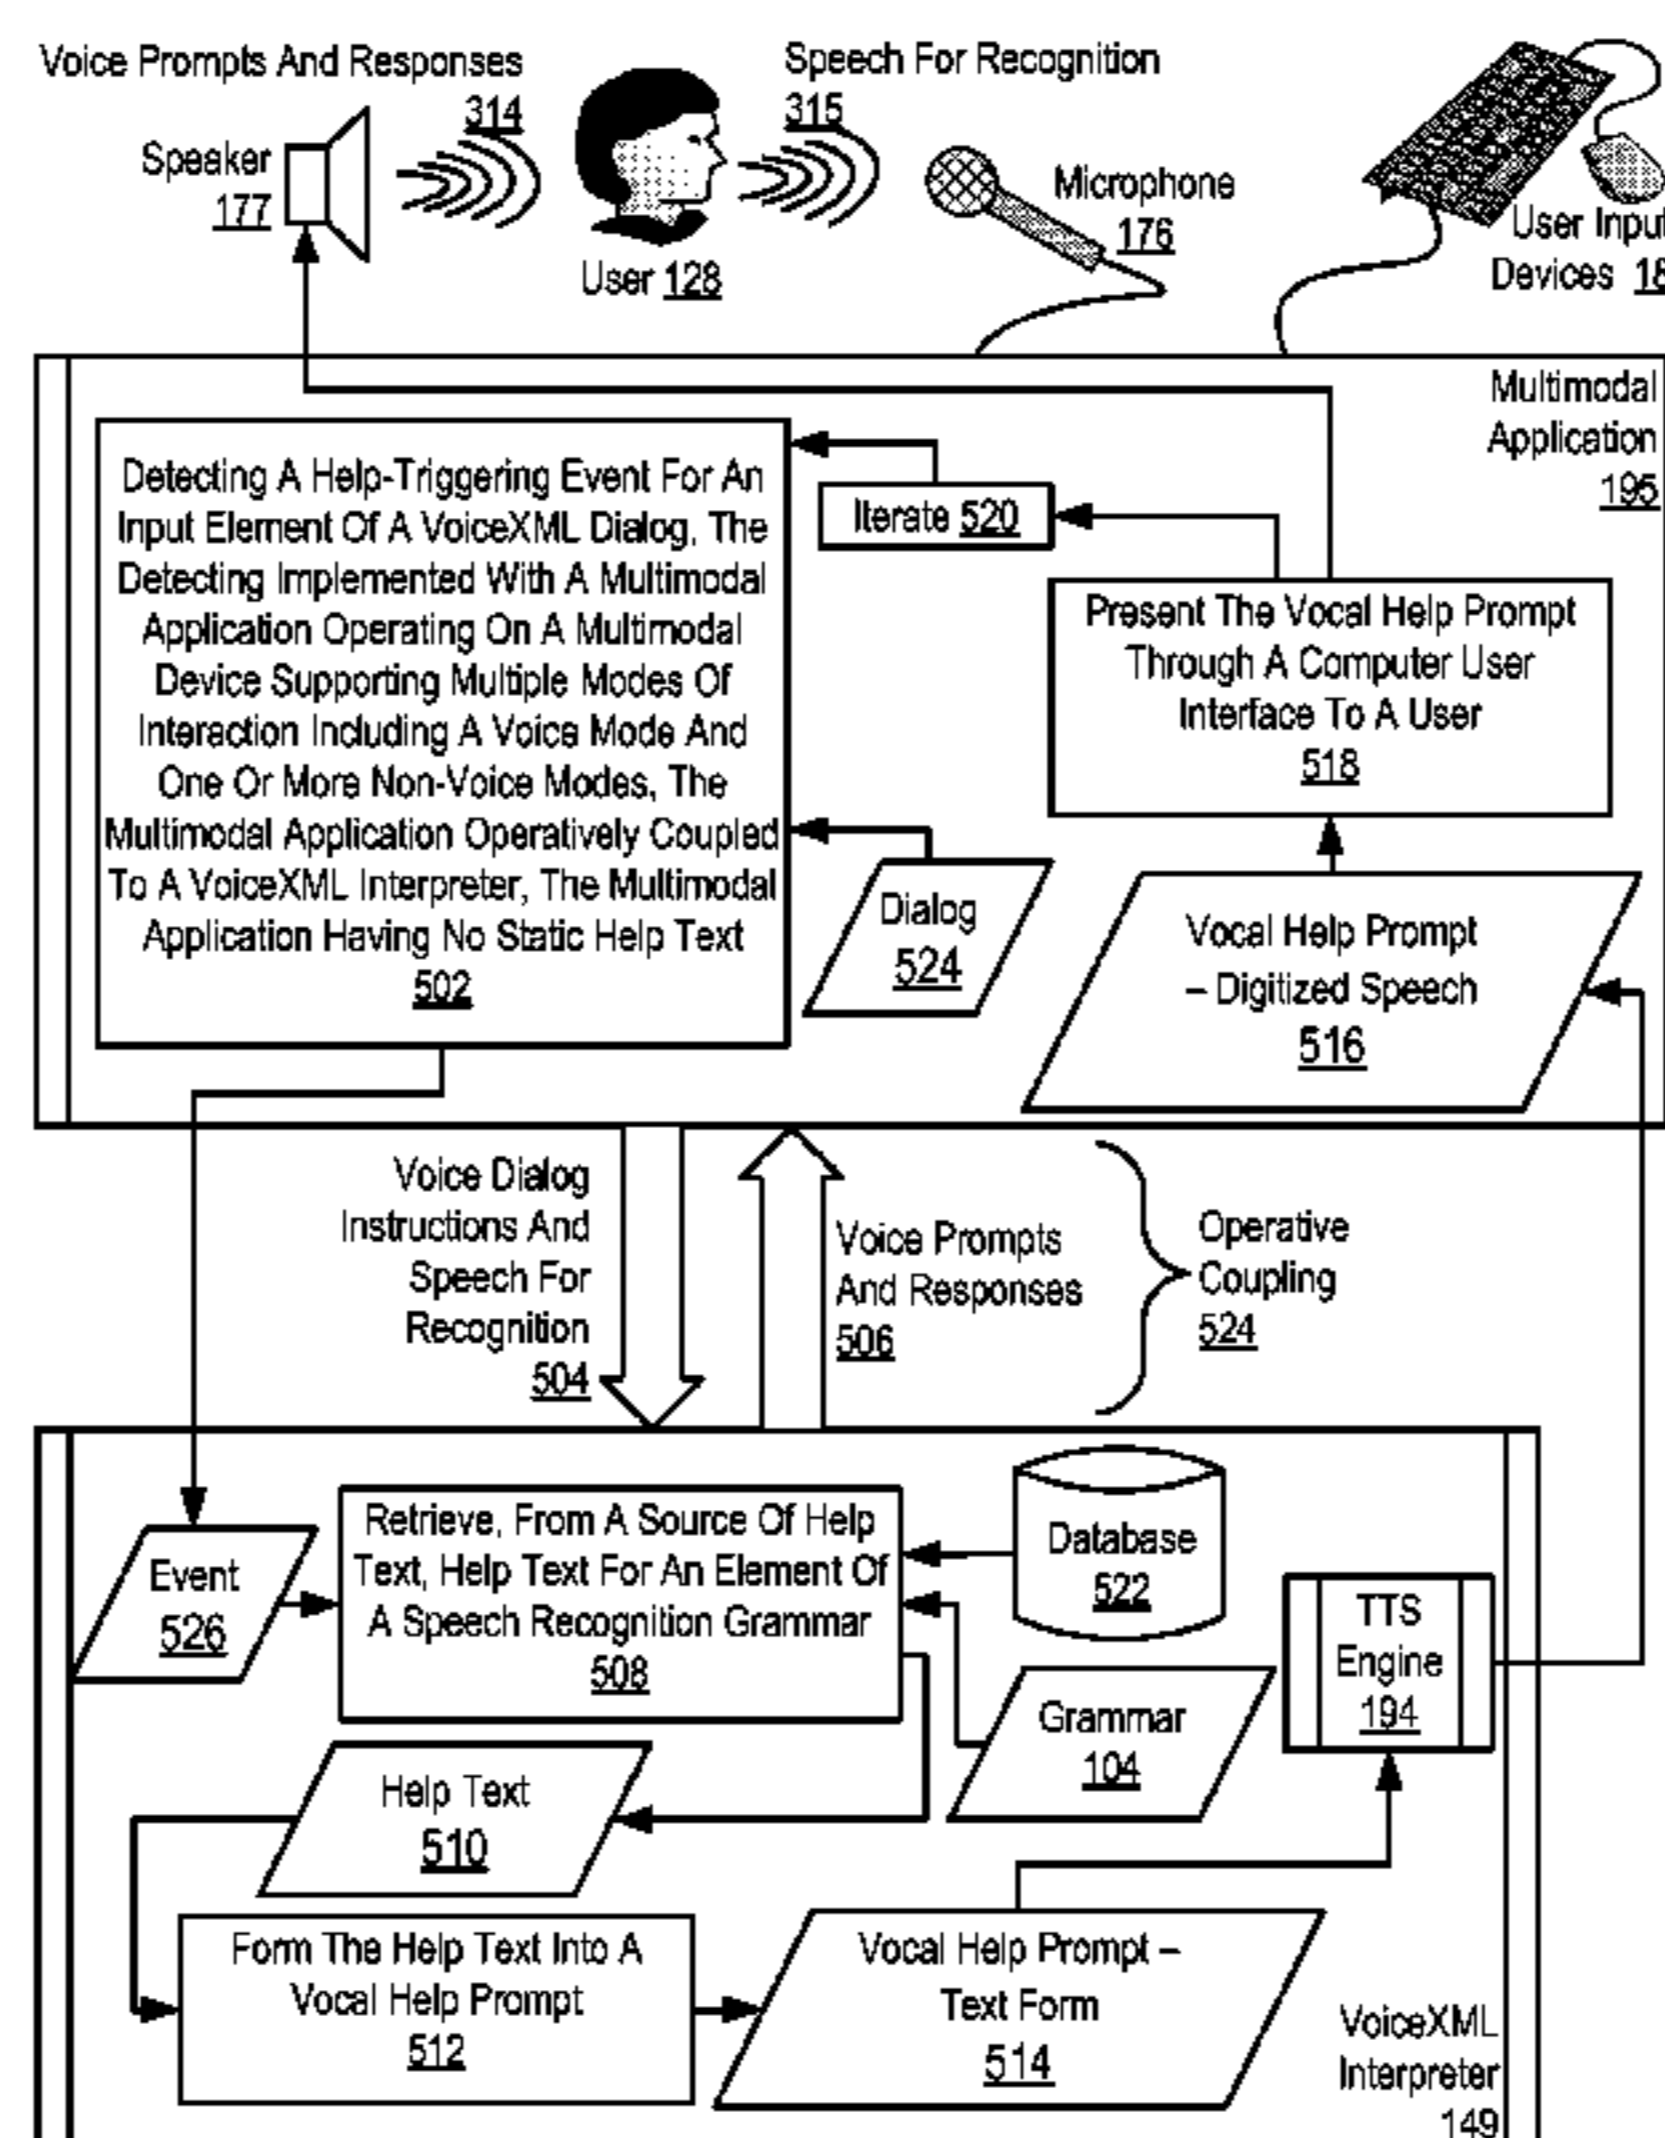 Voice Prompts And Responses
314
Speech For Recognition
315
Speaker
177
User 128
Microphone
176
User Input
Devices 18
Multimodal
Application
195
Detecting A Help-Triggering Event For An
Input Element Of A VoiceXML Dialog, The
Detecting Implemented With A Multimodal
Application Operating On A Multimodal
Device Supporting Multiple Modes Of
Interaction Including A Voice Mode And
One Or More Non-Voice Modes, The
Multimodal Application Operatively Coupled
To A VoiceXML Interpreter, The Multimodal
Application Having No Static Help Text
502
Iterate 520
Present The Vocal Help Prompt
Through A Computer User
Interface To A User
518
Dialog
524
Vocal Help Prompt
– Digitized Speech
516
Voice Dialog
Instructions And
Speech For
Recognition
504
Voice Prompts
And Responses
506
Operative
Coupling
524
Event
526
Retrieve, From A Source Of Help
Text, Help Text For An Element Of
A Speech Recognition Grammar
508
Database
522
TTS
Engine
194
Grammar
104
Help Text
510
Form The Help Text Into A
Vocal Help Prompt
512
Vocal Help Prompt –
Text Form
514
VoiceXML
Interpreter
149